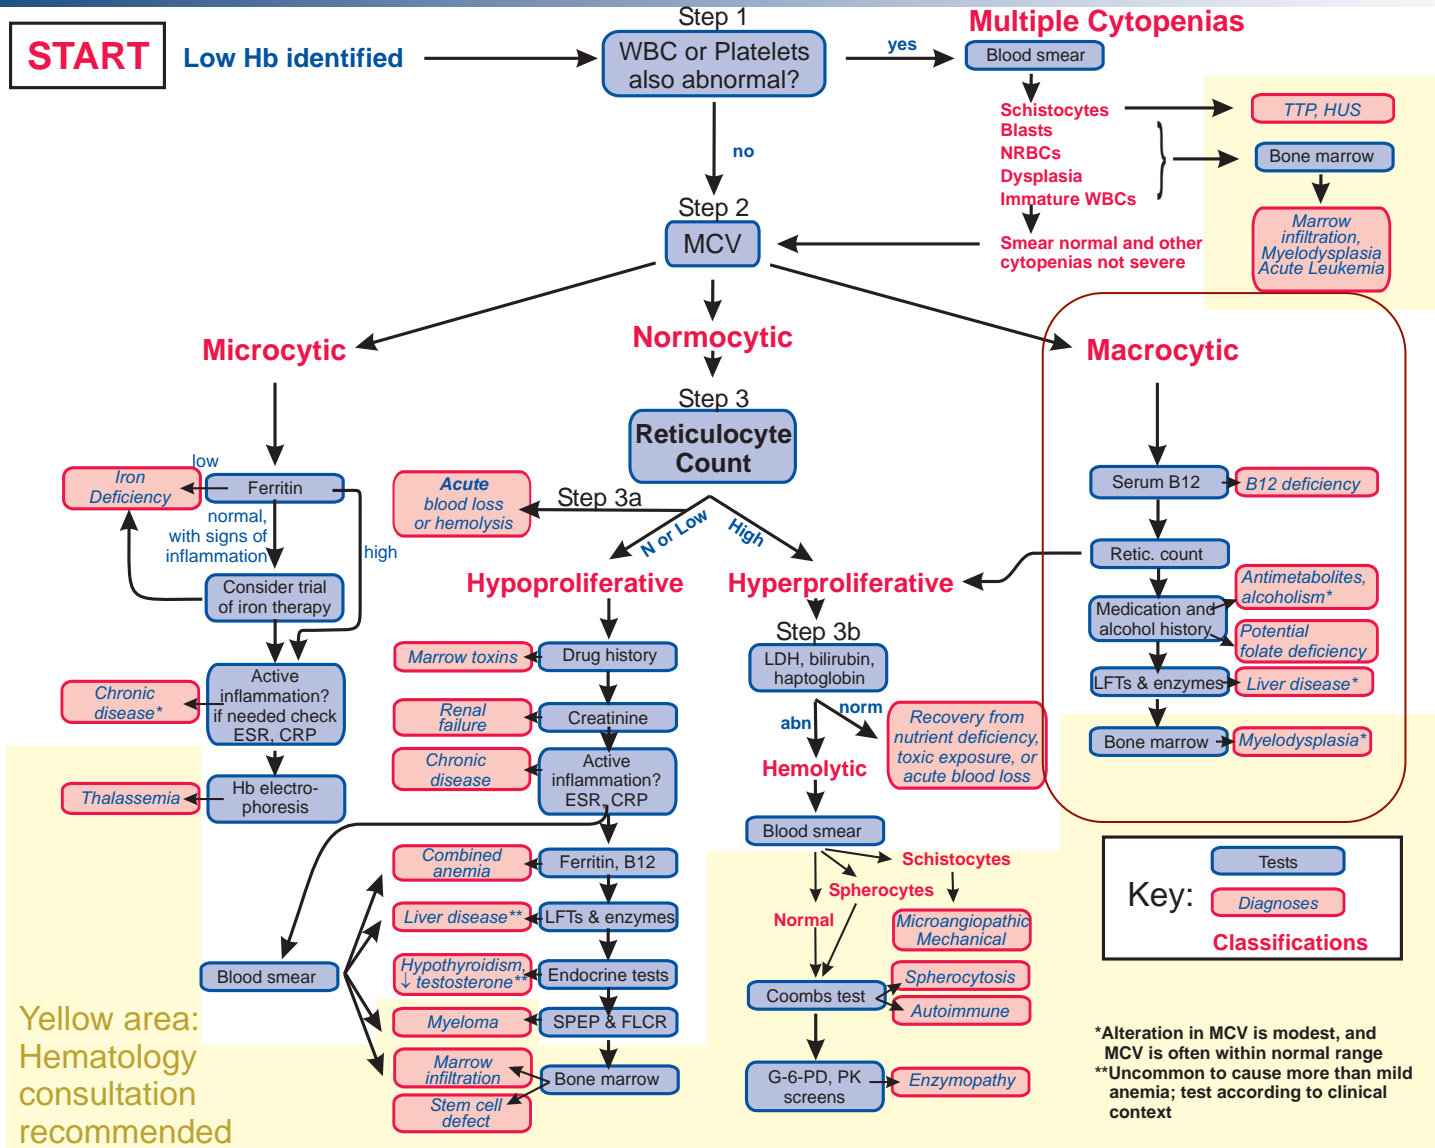 START
Low Hb identified
Step 1
WBC or Platelets
also abnormal?
yes
no
Multiple Cytopenias
Blood smear
Schistocytes
Blasts
NRBCs
Dysplasia
Immature WBCs
Smear normal and other
cytopenias not severe
TTP, HUS
Bone marrow
Marrow
infiltration,
Myelodysplasia
Acute Leukemia
Step 2
MCV
Microcytic
Normocytic
Macrocytic
Iron
Deficiency
low
Ferritin
normal,
with signs of
inflammation
high
Consider trial
of iron therapy
Active
inflammation?
if needed check
ESR, CRP
Chronic
disease*
Hb electro-
phoresis
Thalassemia
Step 3
Reticulocyte
Count
Step 3a
Acute
blood loss
or hemolysis
N or Low
High
Hypoproliferative
Hyperproliferative
Marrow toxins
Drug history
Renal
failure
Creatinine
Chronic
disease
Active
inflammation?
ESR, CRP
Combined
anemia
Ferritin, B12
Liver disease**
LFTs & enzymes
Blood smear
Hypothyroidism,
↓ testosterone**
Endocrine tests
Myeloma
SPEP & FLCR
Marrow
infiltration
Bone marrow
Stem cell
defect
Step 3b
LDH, bilirubin,
haptoglobin
abn
norm
Recovery from
nutrient deficiency,
toxic exposure, or
acute blood loss
Hemolytic
Blood smear
Schistocytes
Spherocytes
Normal
Microangiopathic
Mechanical
Coombs test
Spherocytosis
Autoimmune
G-6-PD, PK
screens
Enzymopathy
Serum B12
B12 deficiency
Retic. count
Medication and
alcohol history
Antimetabolites,
alcoholism*
Potential
folate deficiency
LFTs & enzymes
Liver disease*
Bone marrow
Myelodysplasia*
Key:
Tests
Diagnoses
Classifications
Yellow area:
Hematology
consultation
recommended
*Alteration in MCV is modest, and
MCV is often within normal range
**Uncommon to cause more than mild
anemia; test according to clinical
context